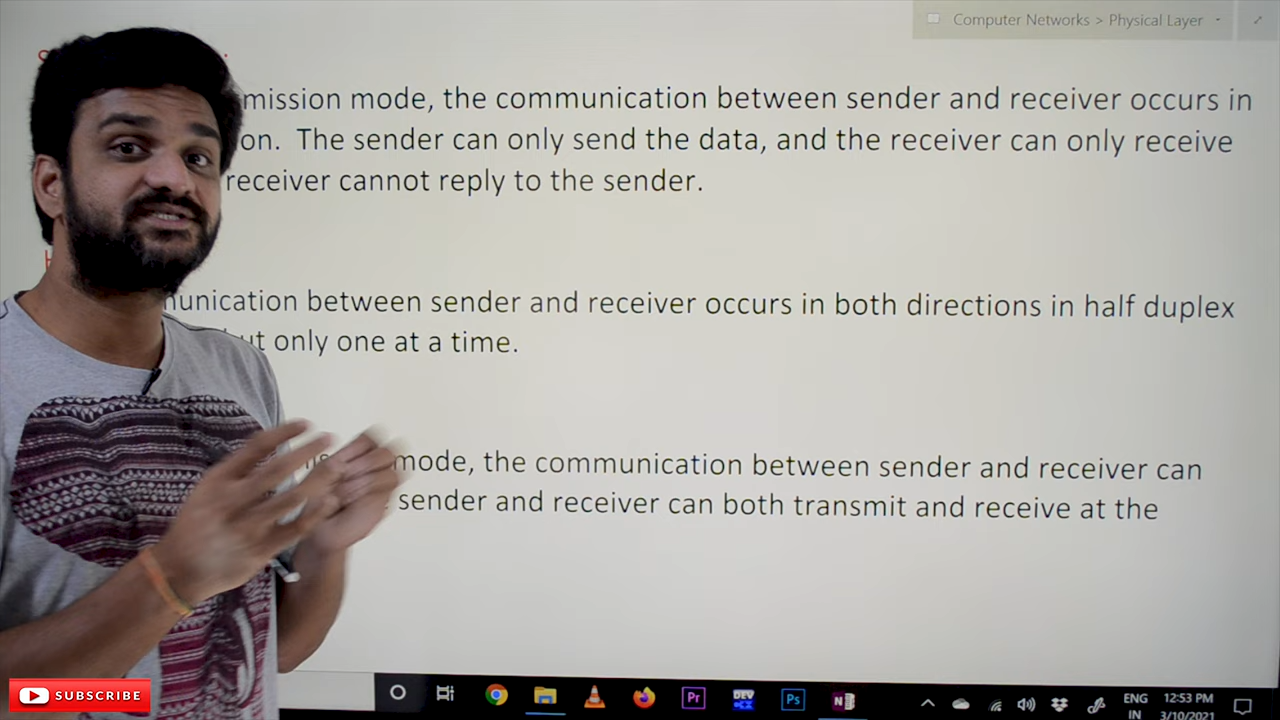 Computer Networks > Physical Layer
mission mode, the communication between sender and receiver occurs in
on. The sender can only send the data, and the receiver can only receive
receiver cannot reply to the sender.
munication between sender and receiver occurs in both directions in half duplex
ut only one at a time.
mode, the communication between sender and receiver can
sender and receiver can both transmit and receive at the
SUBSCRIBE
Pr
DEV
Ps
N
ENG
IN
12:53 PM
3/10/2021